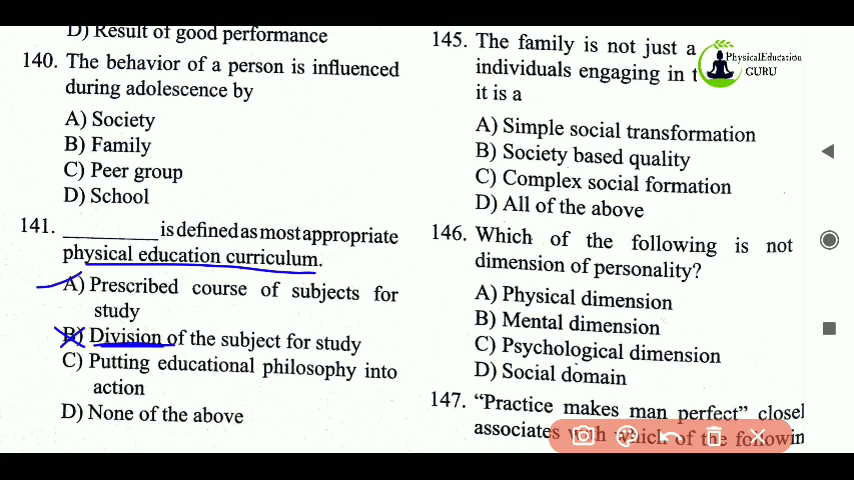 D) Result of good performance
140. The behavior of a person is influenced
during adolescence by
A) Society
B) Family
C) Peer group
D) School
141. __________ is defined as most appropriate
physical education curriculum.
A) Prescribed course of subjects for
study
B) Division of the subject for study
C) Putting educational philosophy into
action
D) None of the above
145. The family is not just a
individuals engaging in t
it is a
A) Simple social transformation
B) Society based quality
C) Complex social formation
D) All of the above
146. Which of the following is not
dimension of personality?
A) Physical dimension
B) Mental dimension
C) Psychological dimension
D) Social domain
147. “Practice makes man perfect” closel
associates with which of the followin
PhysicalEducation
GURU